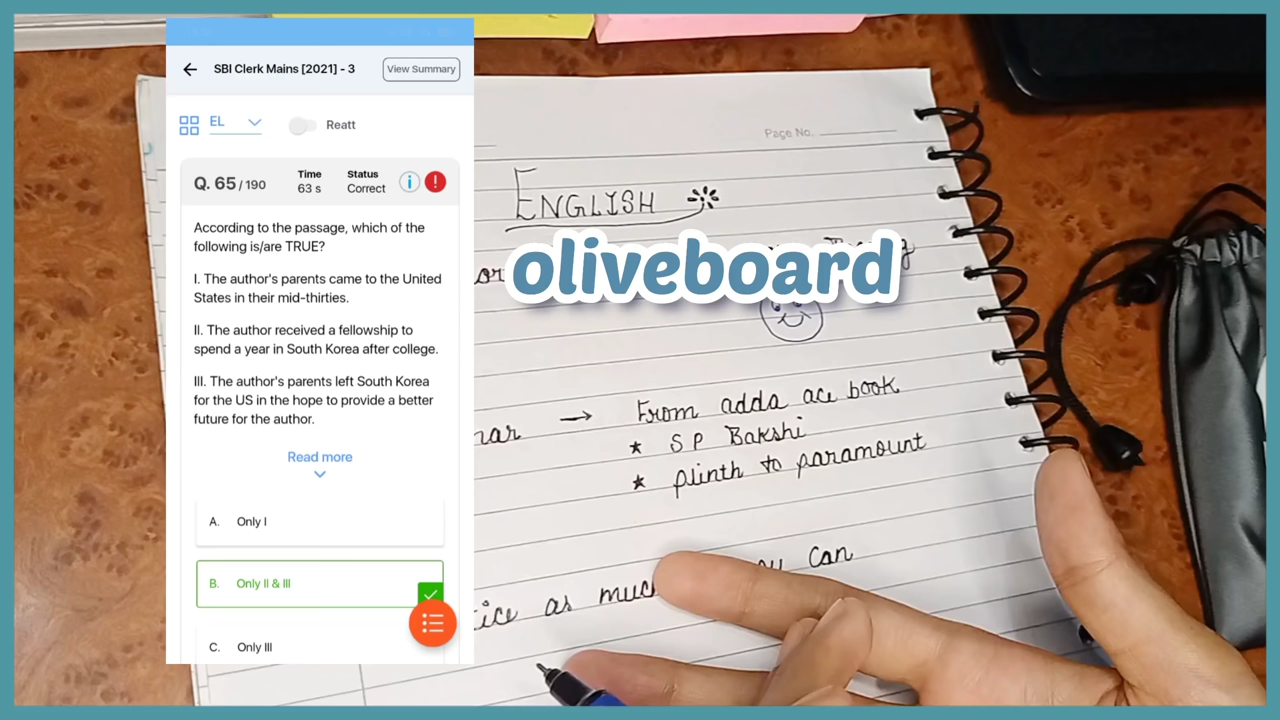 SBI Clerk Mains [2021] - 3
View Summary
EL
Reatt
Q. 65 / 190
Time
63 s
Status
Correct
According to the passage, which of the
following is/are TRUE?
I. The author's parents came to the United
States in their mid-thirties.
II. The author received a fellowship to
spend a year in South Korea after college.
III. The author's parents left South Korea
for the US in the hope to provide a better
future for the author.
Read more
A. Only I
B. Only II & III
C. Only III
Page No.
ENGLISH
oliveboard
→ From adda ace book
* S P Bakshi
* plinth to paramount
as much
can